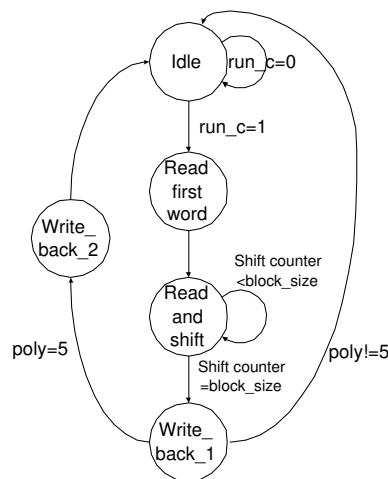 Idle
run_c=0
run_c=1
Read
first
word
Write_
back_2
Shift counter
<block_size
Read
and
shift
poly=5
poly!=5
Shift counter
=block_size
Write_
back_1